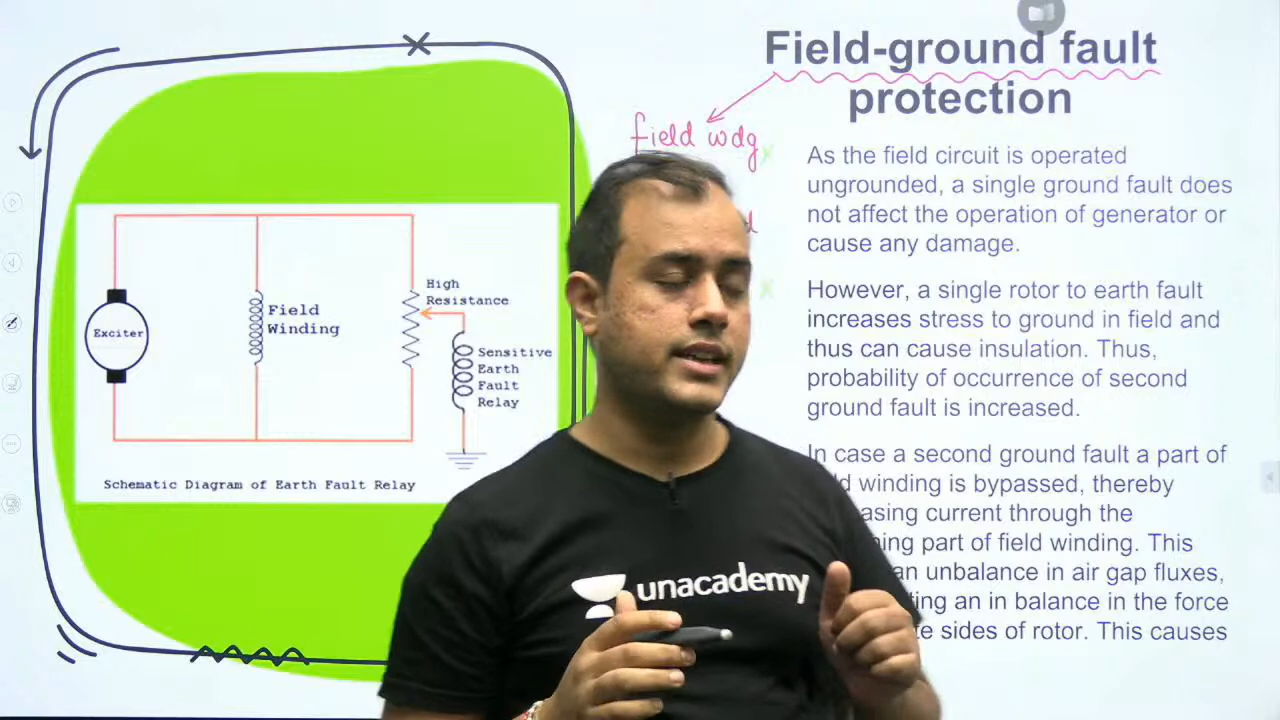 Field-ground fault
protection
field wdg
As the field circuit is operated
ungrounded, a single ground fault does
not affect the operation of generator or
cause any damage.
However, a single rotor to earth fault
increases stress to ground in field and
thus can cause insulation. Thus,
probability of occurrence of second
ground fault is increased.
In case a second ground fault a part of
winding is bypassed, thereby
current through the
part of field winding. This
an unbalance in air gap fluxes,
an in balance in the force
sides of rotor. This causes
Exciter
Field
Winding
High
Resistance
Sensitive
Earth
Fault
Relay
Schematic Diagram of Earth Fault Relay
unacademy